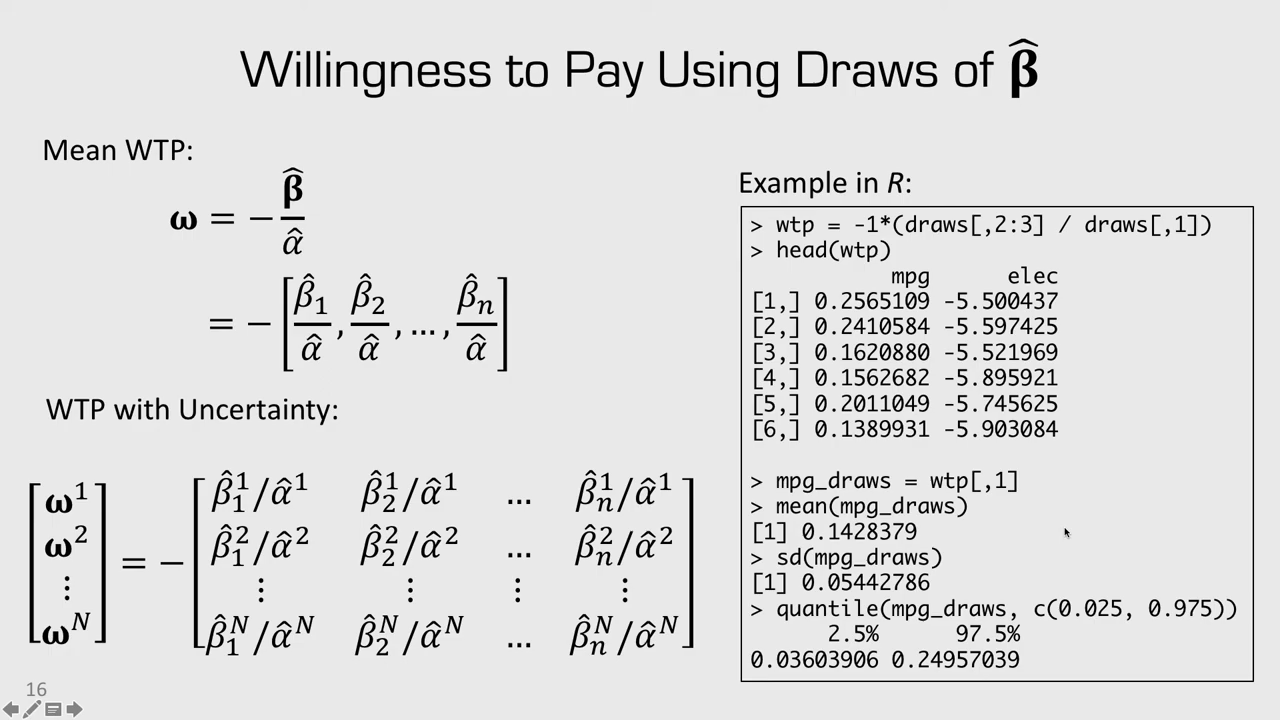 Willingness to Pay Using Draws of β̂
Mean WTP:
ω = − β̂/α̂
= − [β̂₁/α̂, β̂₂/α̂, …, β̂ₙ/α̂]
WTP with Uncertainty:
[ω¹ ω² ⋮ ω^N] = −
β̂₁¹/α̂¹ β̂₂¹/α̂¹ … β̂ₙ¹/α̂¹
β̂₁²/α̂² β̂₂²/α̂² … β̂ₙ²/α̂²
⋮ ⋮ ⋮ ⋮
β̂₁^N/α̂^N β̂₂^N/α̂^N … β̂ₙ^N/α̂^N
Example in R:
> wtp = -1*(draws[,2:3] / draws[,1])
> head(wtp)
mpg elec
[1,] 0.2565109 -5.500437
[2,] 0.2410584 -5.597425
[3,] 0.1620880 -5.521969
[4,] 0.1562682 -5.895921
[5,] 0.2011049 -5.745625
[6,] 0.1389931 -5.903084
> mpg_draws = wtp[,1]
> mean(mpg_draws)
[1] 0.1428379
> sd(mpg_draws)
[1] 0.05442786
> quantile(mpg_draws, c(0.025, 0.975))
2.5% 97.5%
0.03603906 0.24957039
16